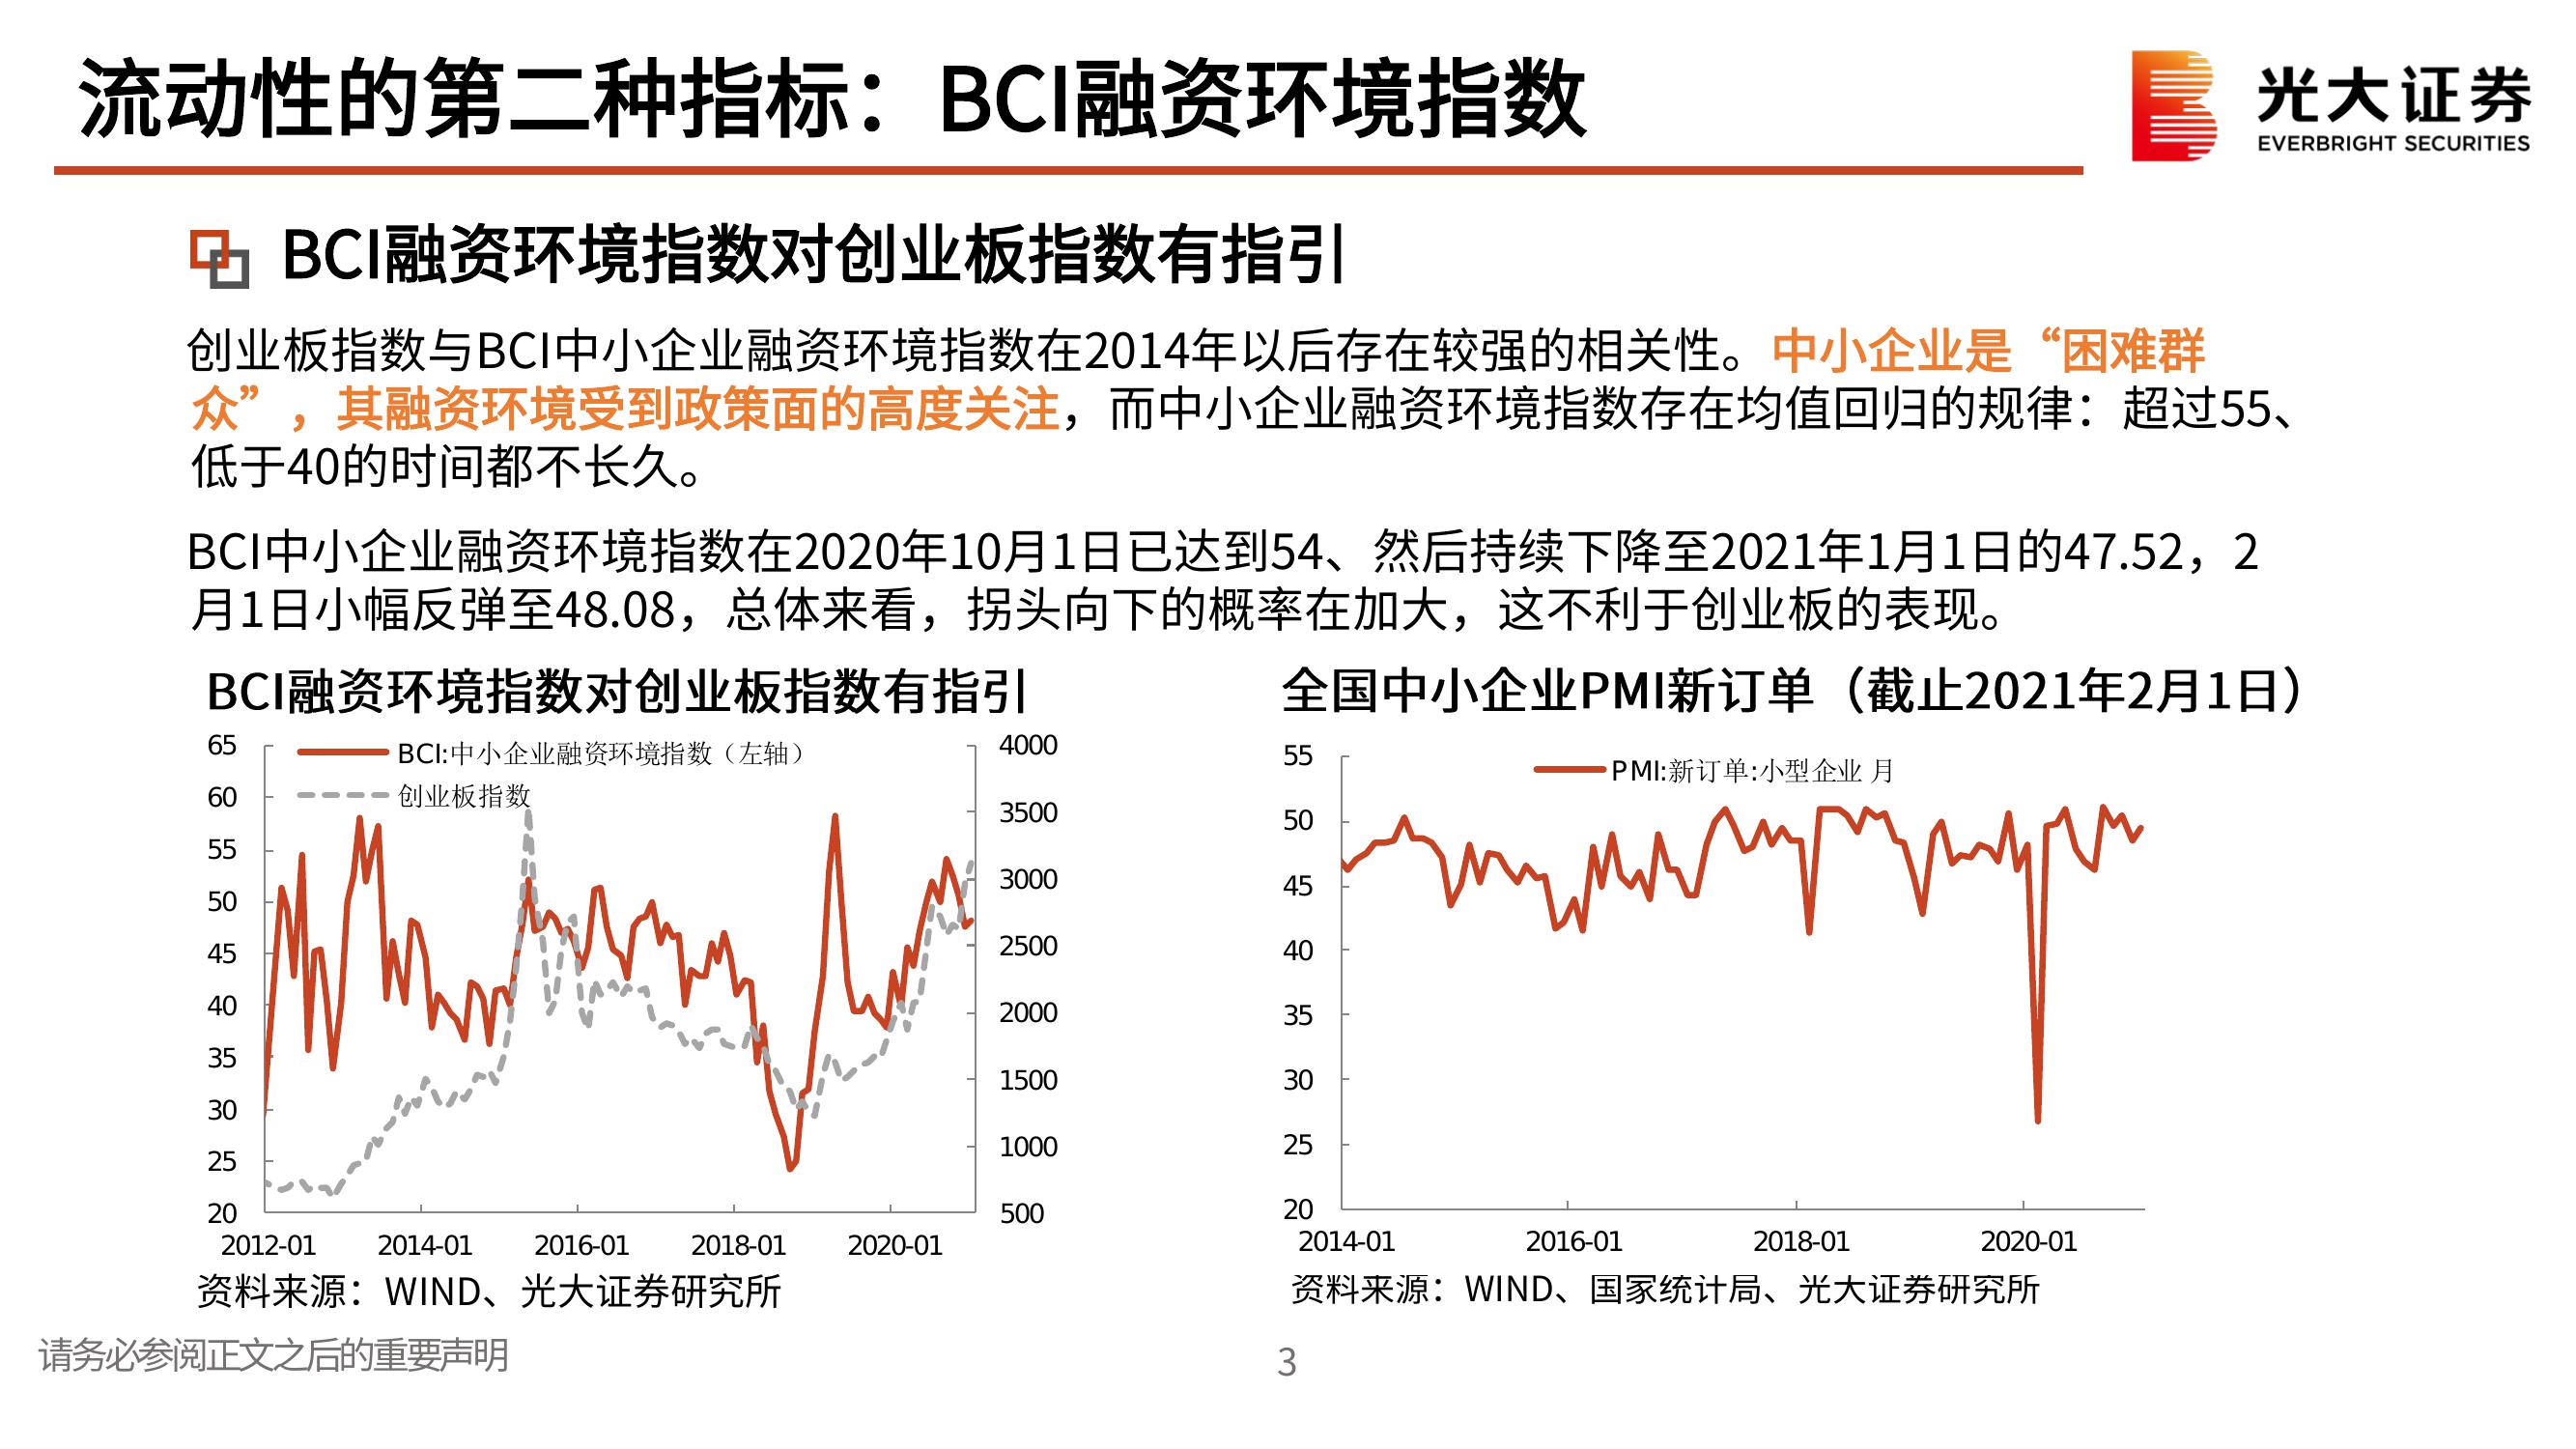 流动性的第二种指标：BCI融资环境指数
光大证券
EVERBRIGHT SECURITIES
BCI融资环境指数对创业板指数有指引
创业板指数与BCI中小企业融资环境指数在2014年以后存在较强的相关性。中小企业是“困难群
众”，其融资环境受到政策面的高度关注，而中小企业融资环境指数存在均值回归的规律：超过55、
低于40的时间都不长久。
BCI中小企业融资环境指数在2020年10月1日已达到54、然后持续下降至2021年1月1日的47.52，2
月1日小幅反弹至48.08，总体来看，拐头向下的概率在加大，这不利于创业板的表现。
BCI融资环境指数对创业板指数有指引
65
60
55
50
45
40
35
30
25
20
BCI:中小企业融资环境指数（左轴）
创业板指数
4000
3500
3000
2500
2000
1500
1000
500
2012-01 2014-01 2016-01 2018-01 2020-01
资料来源：WIND、光大证券研究所
全国中小企业PMI新订单（截止2021年2月1日）
55
50
45
40
35
30
25
20
PMI:新订单:小型企业 月
2014-01 2016-01 2018-01 2020-01
资料来源：WIND、国家统计局、光大证券研究所
请务必参阅正文之后的重要声明
3